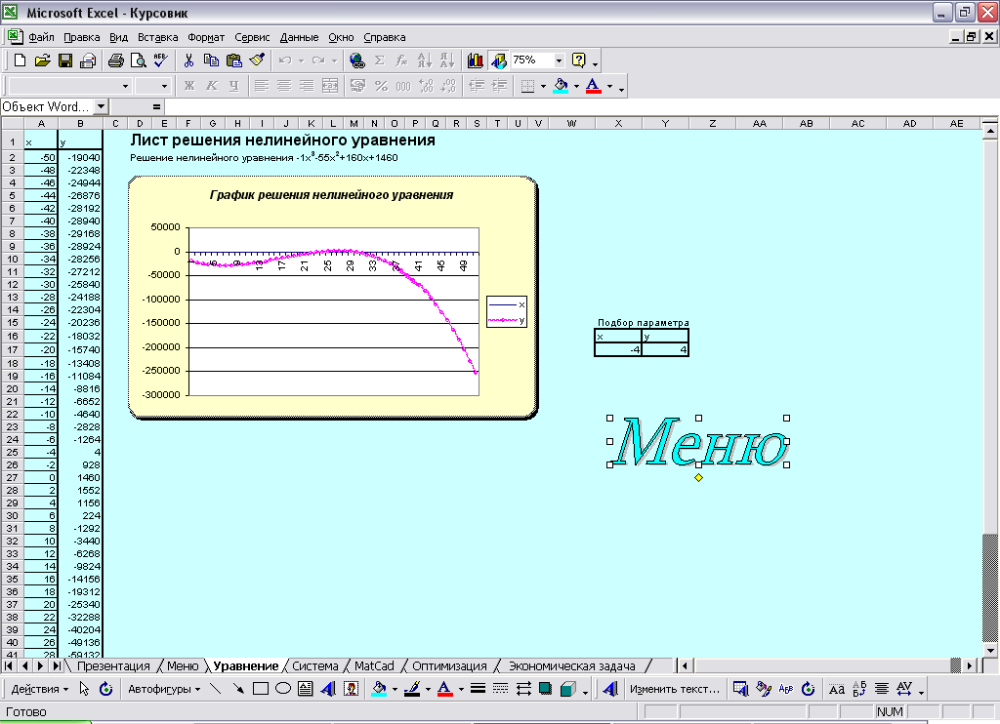 Microsoft Excel - Курсовик
Файл Правка Вид Вставка Формат Сервис Данные Окно Справка
75%
Ж К Ч
Объект Word... =
A B C D E F G H I J K L M N O P Q R S T U V W X Y Z AA AB AC AD AE
1 x y Лист решения нелинейного уравнения
2 -50 -19040 Решение нелинейного уравнения -1x³-55x²+160x+1460
3 -48 -22348
4 -46 -24944
5 -44 -26876
6 -42 -28192
7 -40 -28940
8 -38 -29168
9 -36 -28924
10 -34 -28256
11 -32 -27212
12 -30 -25840
13 -28 -24188
14 -26 -22304
15 -24 -20236
16 -22 -18032
17 -20 -15740
18 -18 -13408
19 -16 -11084
20 -14 -8816
21 -12 -6652
22 -10 -4640
23 -8 -2828
24 -6 -1264
25 -4 4
26 -2 928
27 0 1460
28 2 1552
29 4 1156
30 6 224
31 8 -1292
32 10 -3440
33 12 -6268
34 14 -9824
35 16 -14156
36 18 -19312
37 20 -25340
38 22 -32288
39 24 -40204
40 26 -49136
41 28 -59132
График решения нелинейного уравнения
50000
0
-50000
-100000
-150000
-200000
-250000
-300000
1 5 9 13 17 21 25 29 33 37 41 45 49
x
y
Подбор параметра
x y
-4 4
Меню
Презентация Меню Уравнение Система MatCad Оптимизация Экономическая задача
Действия Автофигуры Изменить текст...
Готово NUM